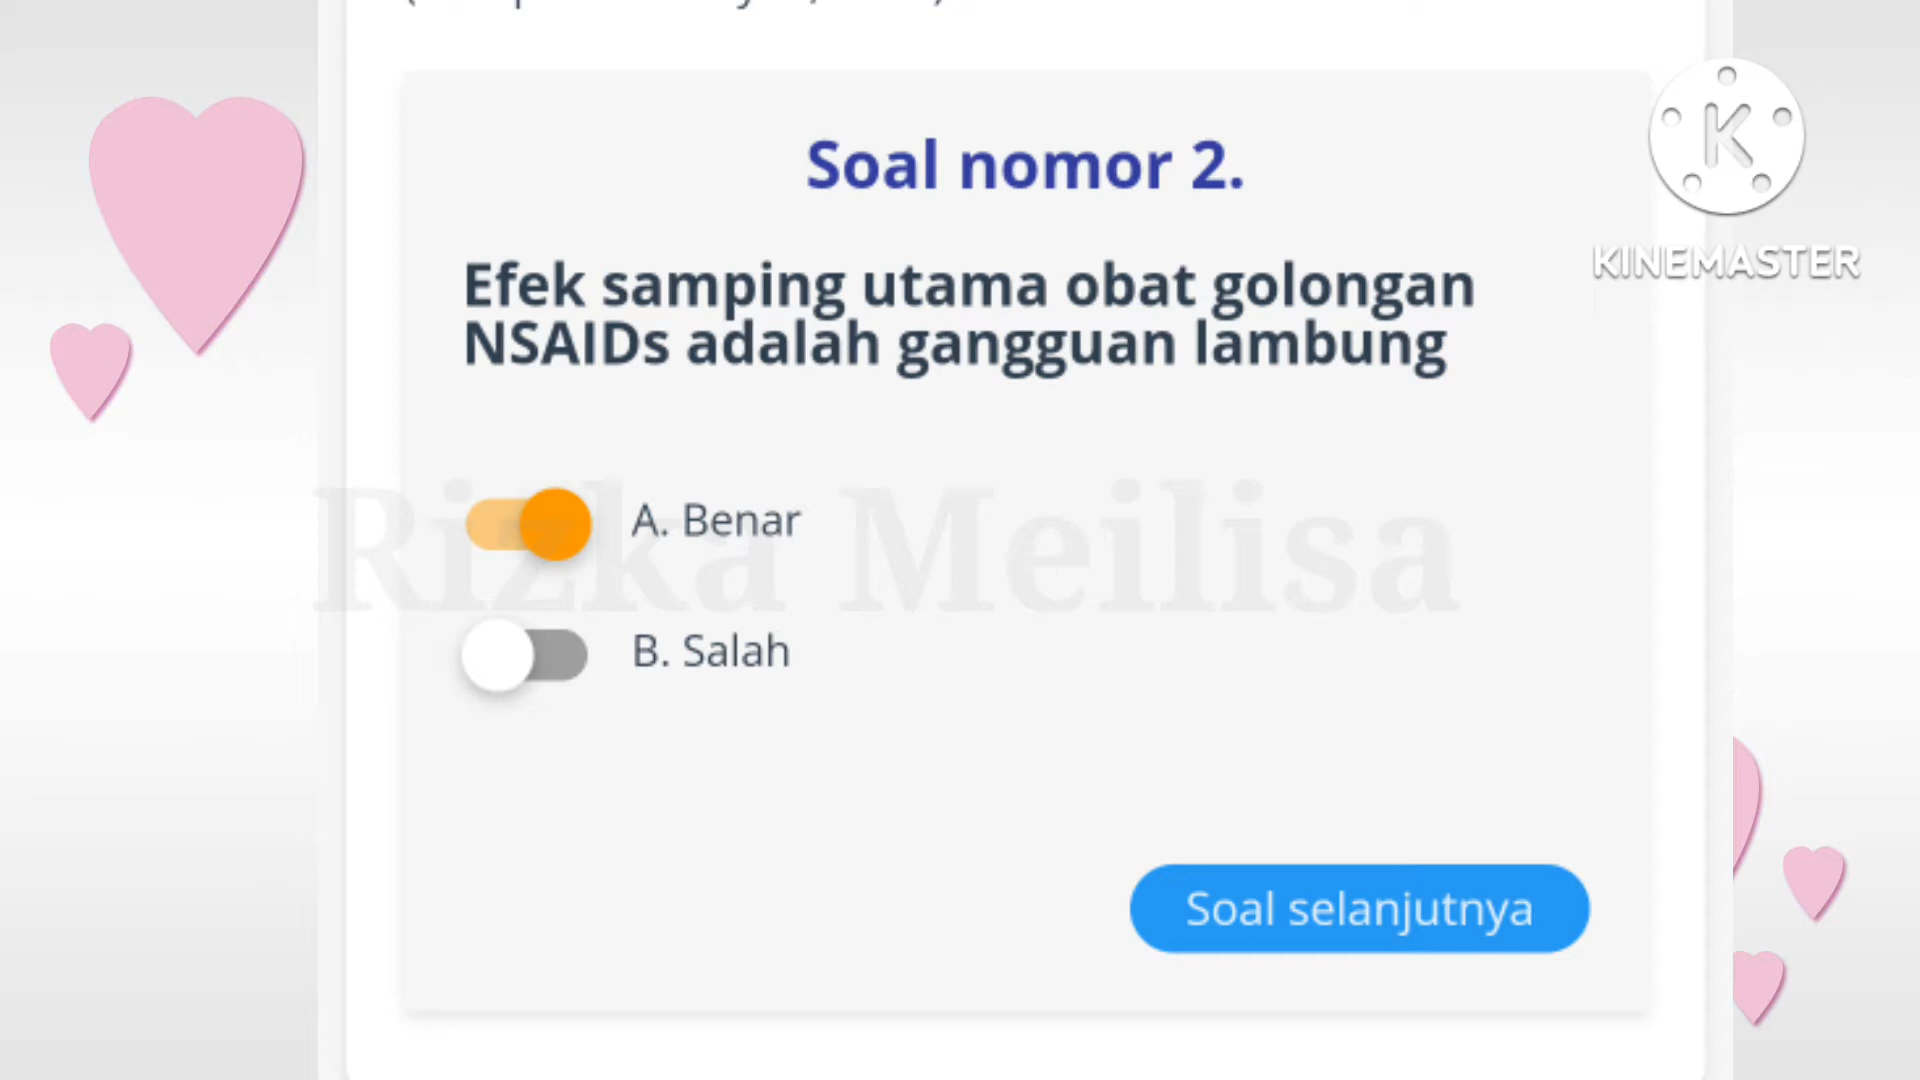 Soal nomor 2.
Efek samping utama obat golongan
NSAIDs adalah gangguan lambung
A. Benar
B. Salah
Soal selanjutnya
Rizka Meilisa
K
KINEMASTER